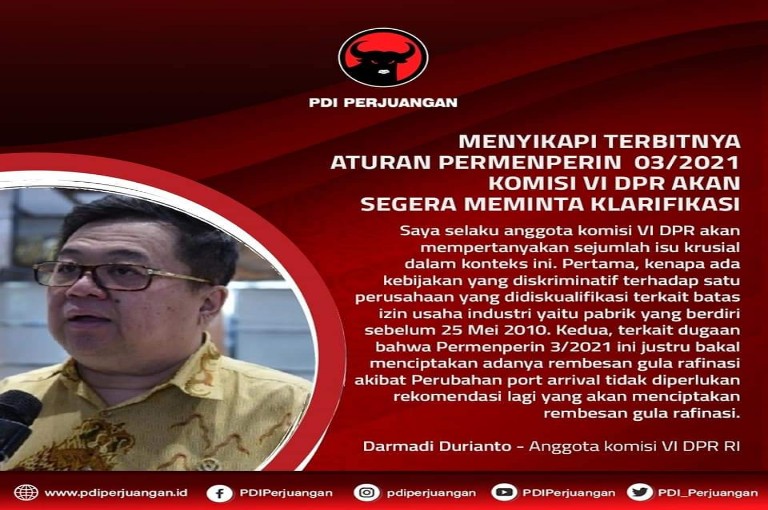 PDI PERJUANGAN
MENYIKAPI TERBITNYA
ATURAN PERMENPERIN 03/2021
KOMISI VI DPR AKAN
SEGERA MEMINTA KLARIFIKASI
Saya selaku anggota komisi VI DPR akan
mempertanyakan sejumlah isu krusial
dalam konteks ini. Pertama, kenapa ada
kebijakan yang diskriminatif terhadap satu
perusahaan yang didiskualifikasi terkait batas
izin usaha industri yaitu pabrik yang berdiri
sebelum 25 Mei 2010. Kedua, terkait dugaan
bahwa Permenperin 3/2021 ini justru bakal
menciptakan adanya rembesan gula rafinasi
akibat Perubahan port arrival tidak diperlukan
rekomendasi lagi yang akan menciptakan
rembesan gula rafinasi.
Darmadi Durianto - Anggota komisi VI DPR RI
www.pdiperjuangan.id PDIPerjuangan pdiperjuangan PDIPerjuangan PDI_Perjuangan